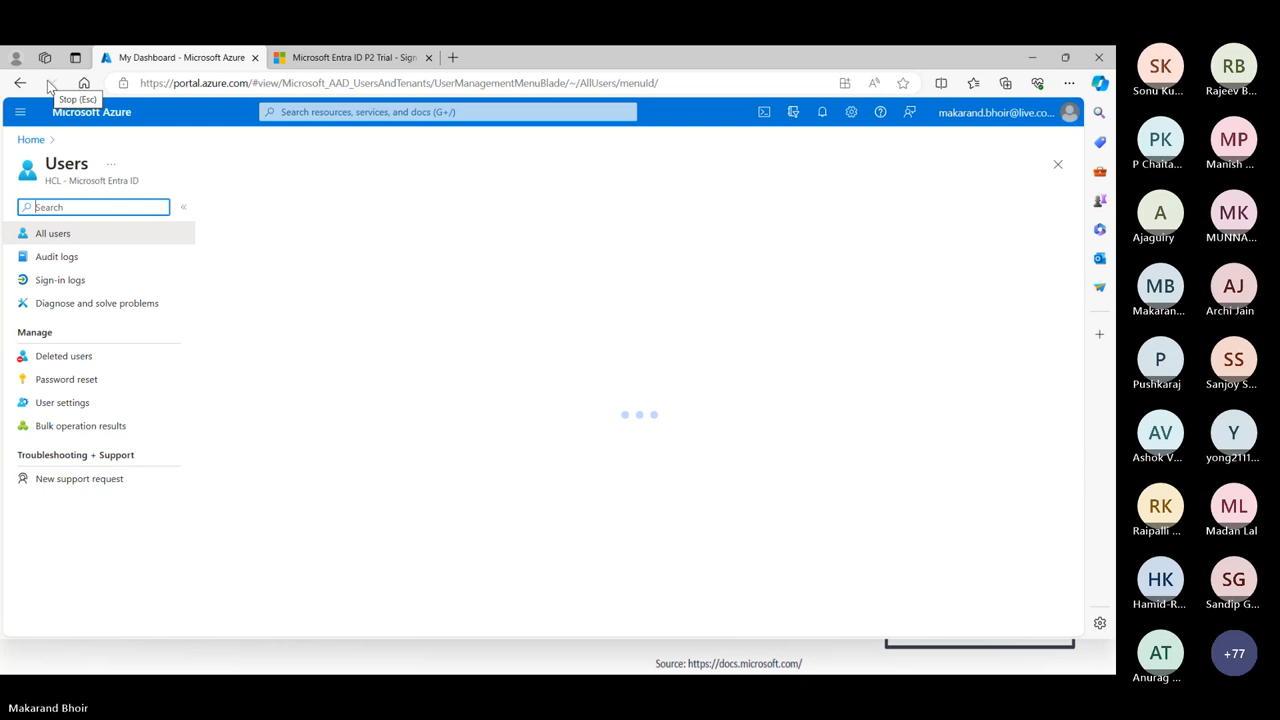 My Dashboard - Microsoft Azure
Microsoft Entra ID P2 Trial - Sign
https://portal.azure.com/#view/Microsoft_AAD_UsersAndTenants/UserManagementMenuBlade/~/AllUsers/menuId/
Stop (Esc)
Microsoft Azure
Search resources, services, and docs (G+/)
makarand.bhoir@live.co...
Home
Users
...
HCL - Microsoft Entra ID
Search
All users
Audit logs
Sign-in logs
Diagnose and solve problems
Manage
Deleted users
Password reset
User settings
Bulk operation results
Troubleshooting + Support
New support request
Source: https://docs.microsoft.com/
Makarand Bhoir
SK
Sonu Ku...
RB
Rajeev B...
PK
P Chaita...
MP
Manish ...
A
Ajaguiry
MK
MUNNA...
MB
Makaran...
AJ
Archi Jain
P
Pushkaraj
SS
Sanjoy S...
AV
Ashok V...
Y
yong2111...
RK
Raipalli ...
ML
Madan Lal
HK
Hamid-R...
SG
Sandip G...
AT
Anurag ...
+77